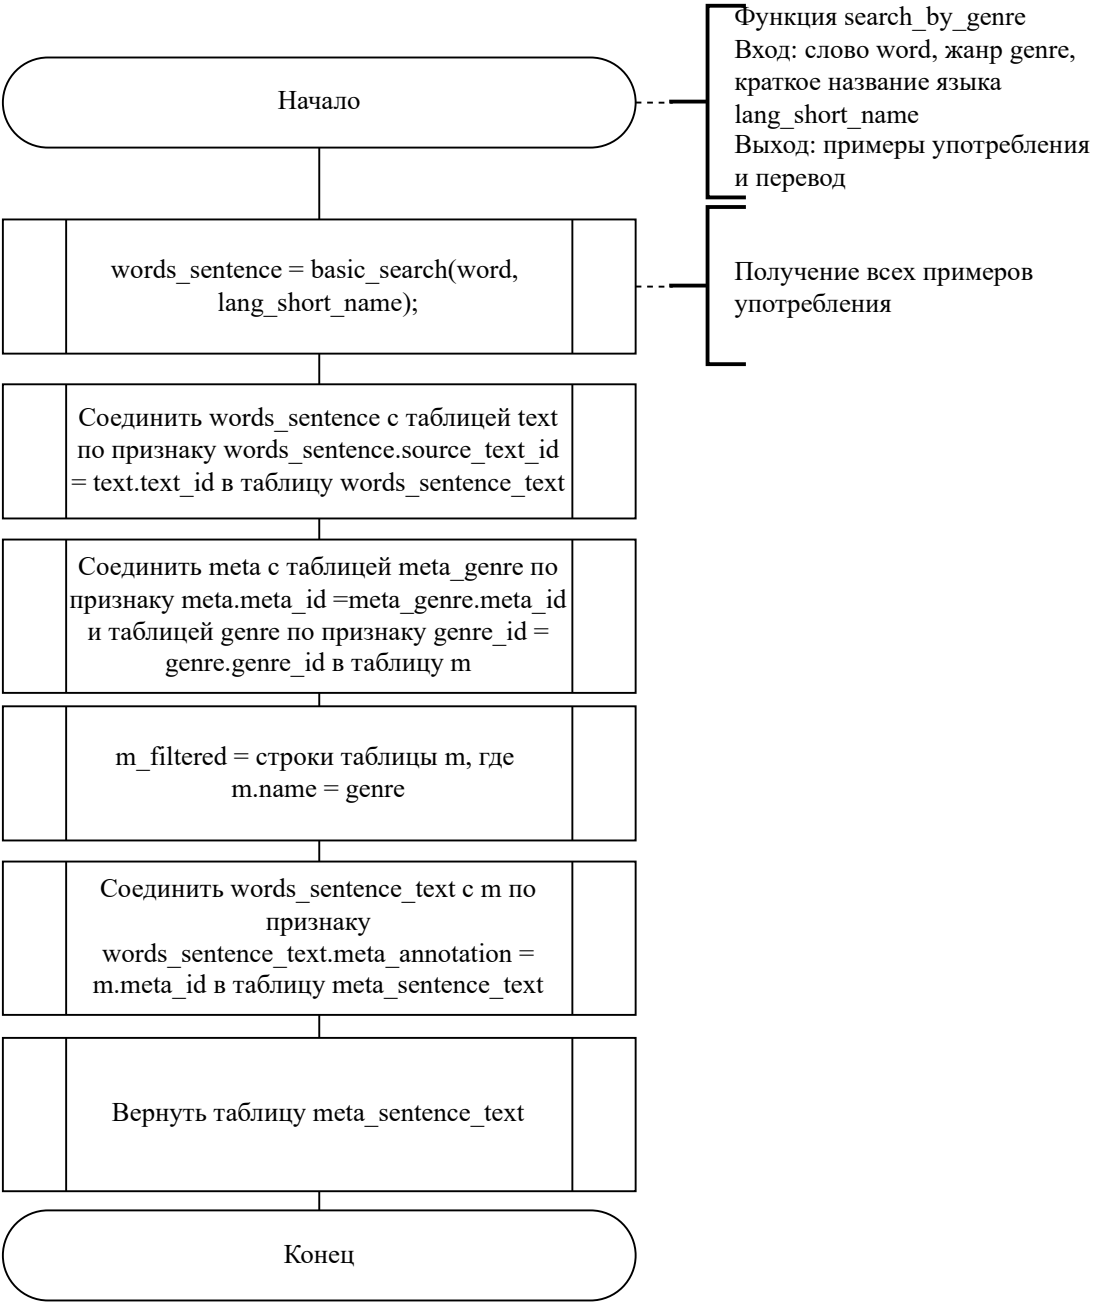 Функция search_by_genre
Вход: слово word, жанр genre,
краткое название языка
lang_short_name
Выход: примеры употребления
и перевод
Начало
words_sentence = basic_search(word,
lang_short_name);
Получение всех примеров
употребления
Соединить words_sentence с таблицей text
по признаку words_sentence.source_text_id
= text.text_id в таблицу words_sentence_text
Соединить meta с таблицей meta_genre по
признаку meta.meta_id =meta_genre.meta_id
и таблицей genre по признаку genre_id =
genre.genre_id в таблицу m
m_filtered = строки таблицы m, где
m.name = genre
Соединить words_sentence_text с m по
признаку
words_sentence_text.meta_annotation =
m.meta_id в таблицу meta_sentence_text
Вернуть таблицу meta_sentence_text
Конец